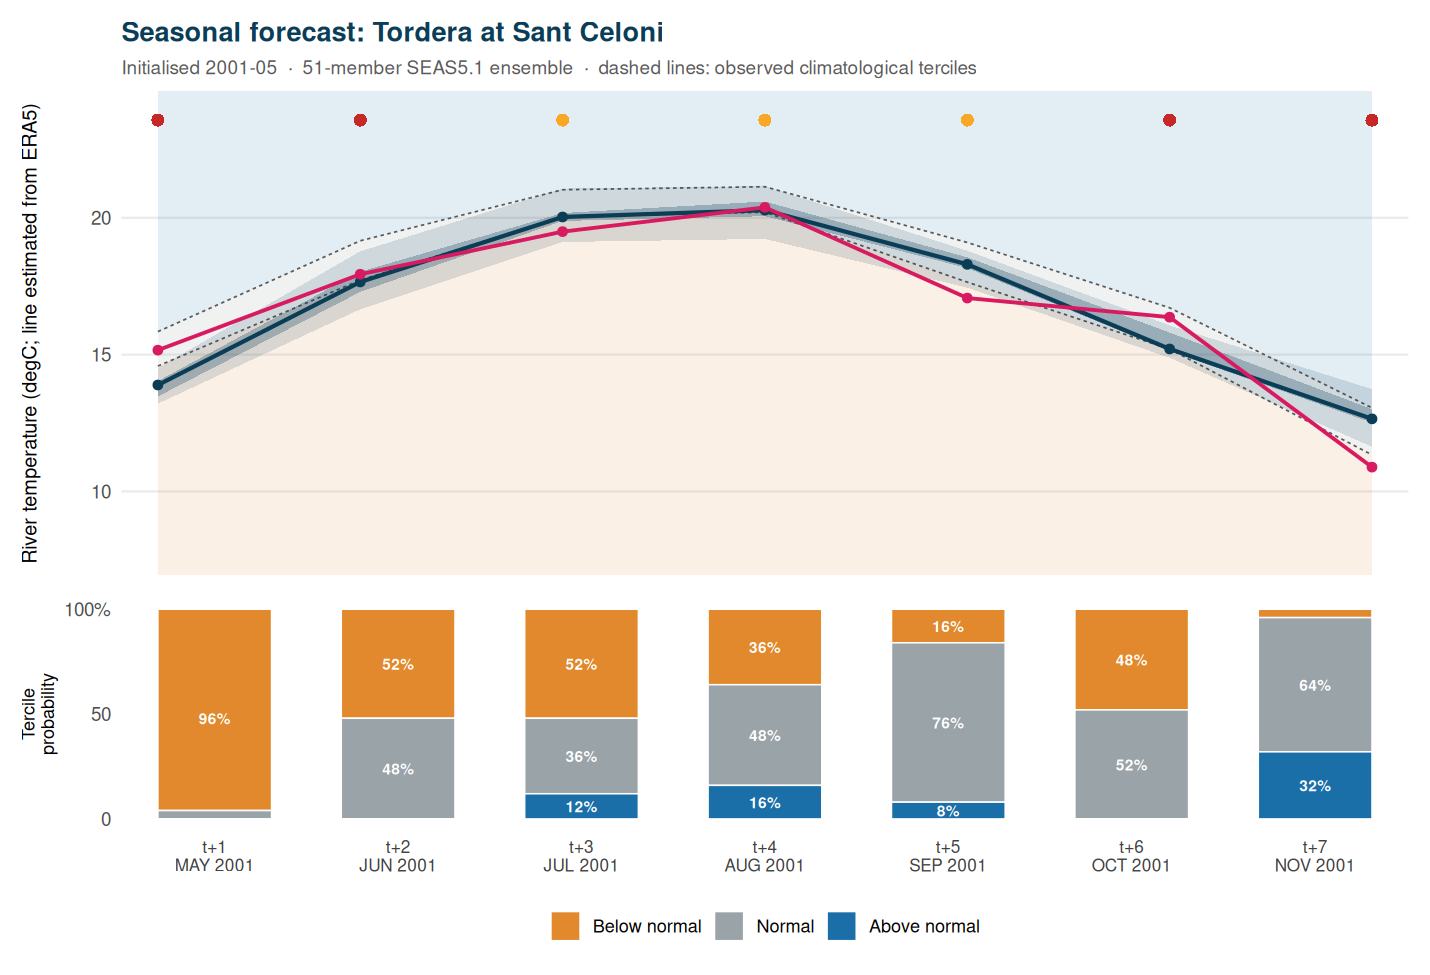 Seasonal forecast: Tordera at Sant Celoni
Initialised 2001-05 · 51-member SEAS5.1 ensemble · dashed lines: observed climatological terciles
River temperature (degC; line estimated from ERA5)
20
15
10
Tercile
probability
100%
50
0
96%
52%
48%
52%
36%
12%
36%
48%
16%
16%
76%
8%
48%
52%
64%
32%
t+1
MAY 2001
t+2
JUN 2001
t+3
JUL 2001
t+4
AUG 2001
t+5
SEP 2001
t+6
OCT 2001
t+7
NOV 2001
Below normal
Normal
Above normal